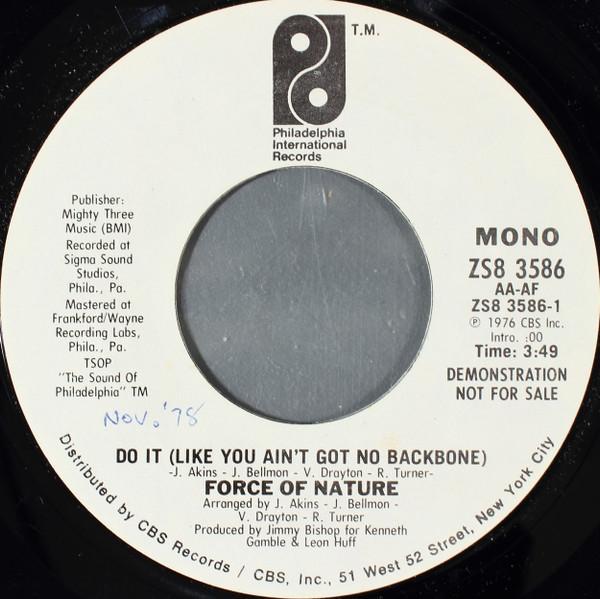 T.M.
Philadelphia
International
Records
Publisher:
Mighty Three
Music (BMI)
Recorded at
Sigma Sound
Studios,
Phila., Pa.
Mastered at
Frankford/Wayne
Recording Labs,
Phila., Pa.
TSOP
"The Sound Of
Philadelphia" TM
Nov. '78
MONO
ZS8 3586
AA-AF
ZS8 3586-1
℗ 1976 CBS Inc.
Intro. :00
Time: 3:49
DEMONSTRATION
NOT FOR SALE
DO IT (LIKE YOU AIN'T GOT NO BACKBONE)
-J. Akins - J. Bellmon - V. Drayton - R. Turner-
FORCE OF NATURE
Arranged by J. Akins - J. Bellmon -
V. Drayton - R. Turner
Produced by Jimmy Bishop for Kenneth
Gamble & Leon Huff
Distributed by CBS Records / CBS, Inc., 51 West 52 Street, New York City